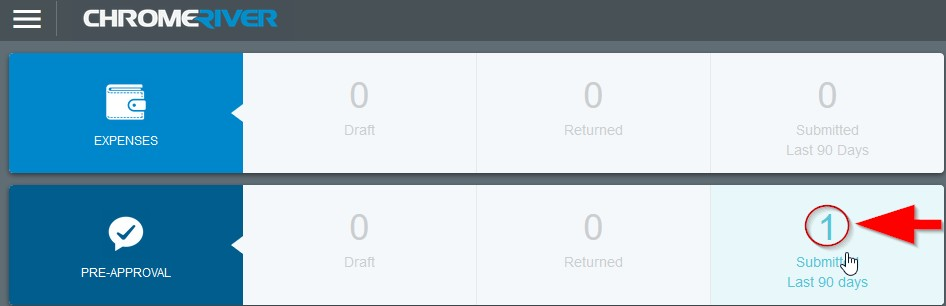 CHROMERIVER
0
Draft
0
Returned
0
Submitted
Last 90 Days
EXPENSES
0
Draft
0
Returned
1
Submitted
Last 90 days
PRE-APPROVAL